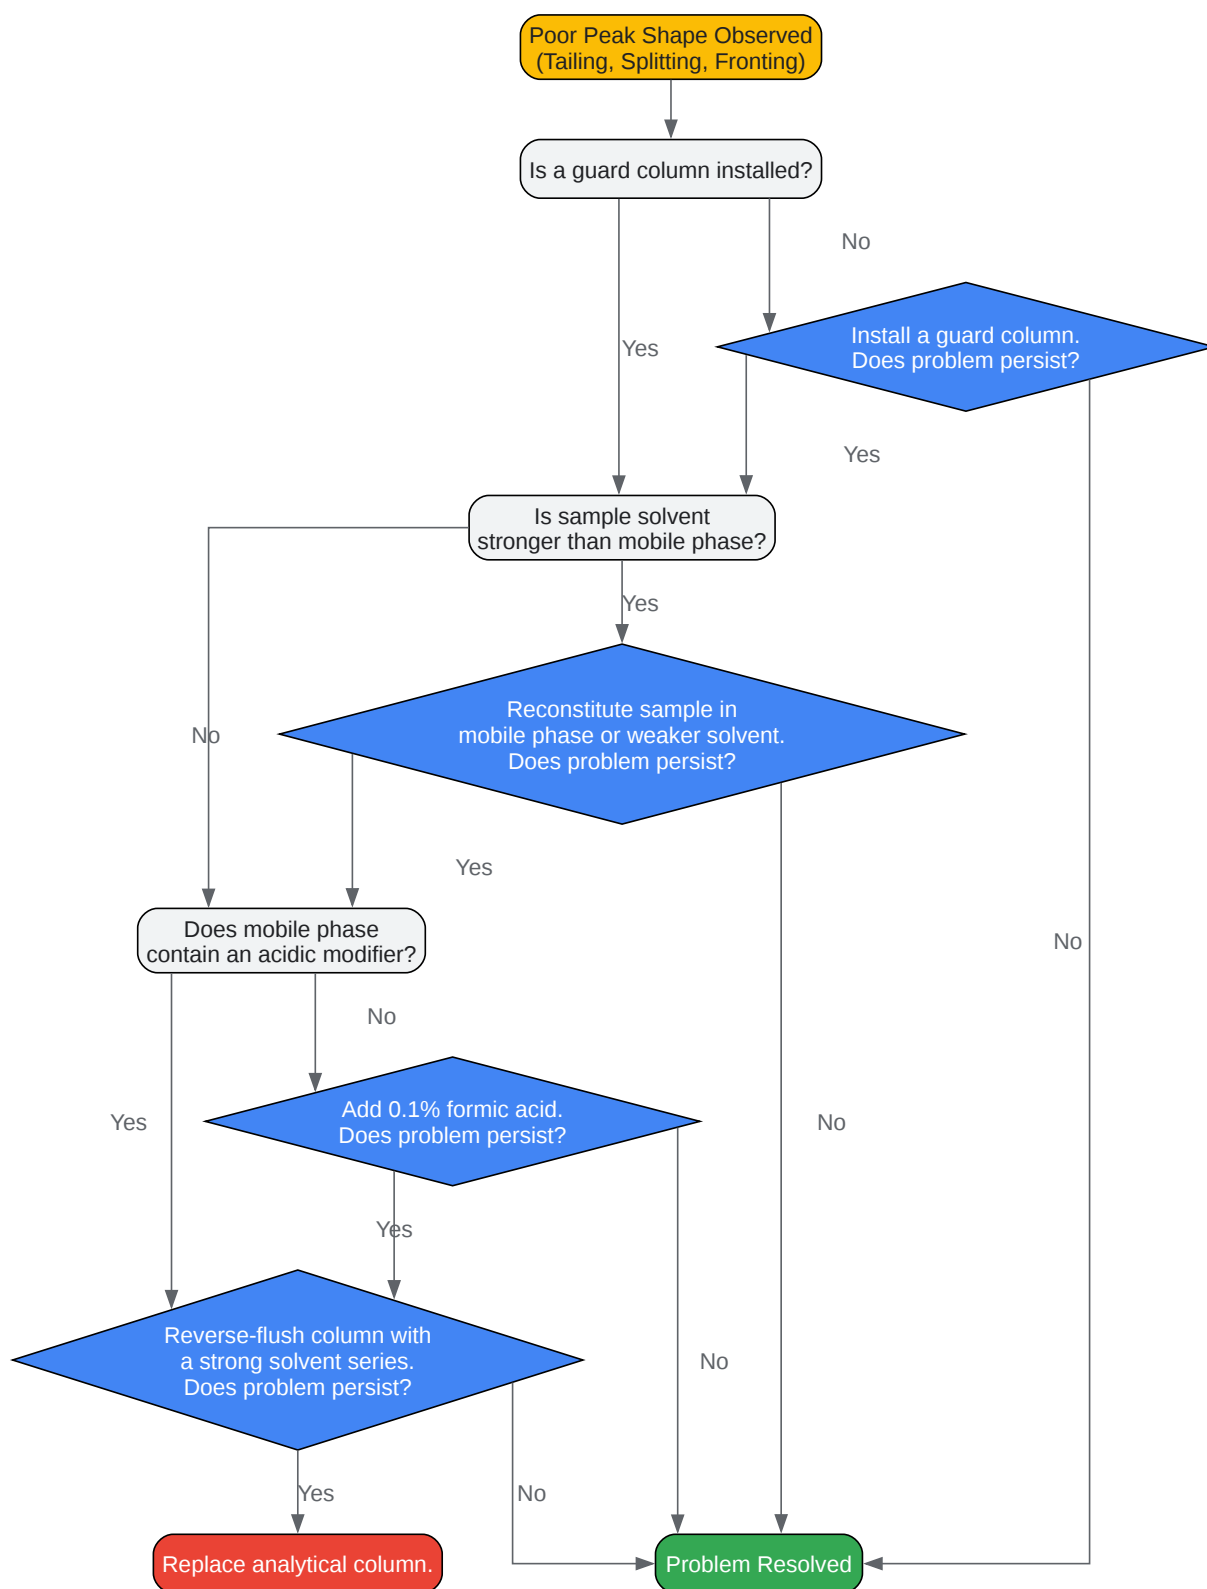 Poor Peak Shape Observed
(Tailing, Splitting, Fronting)
Is a guard column installed?
No
Yes
Install a guard column.
Does problem persist?
Yes
Is sample solvent
stronger than mobile phase?
Yes
Reconstitute sample in
mobile phase or weaker solvent.
Does problem persist?
No
Yes
No
Does mobile phase
contain an acidic modifier?
No
Add 0.1% formic acid.
Does problem persist?
Yes
No
Yes
Reverse-flush column with
a strong solvent series.
Does problem persist?
No
Yes
No
Replace analytical column.
Problem Resolved